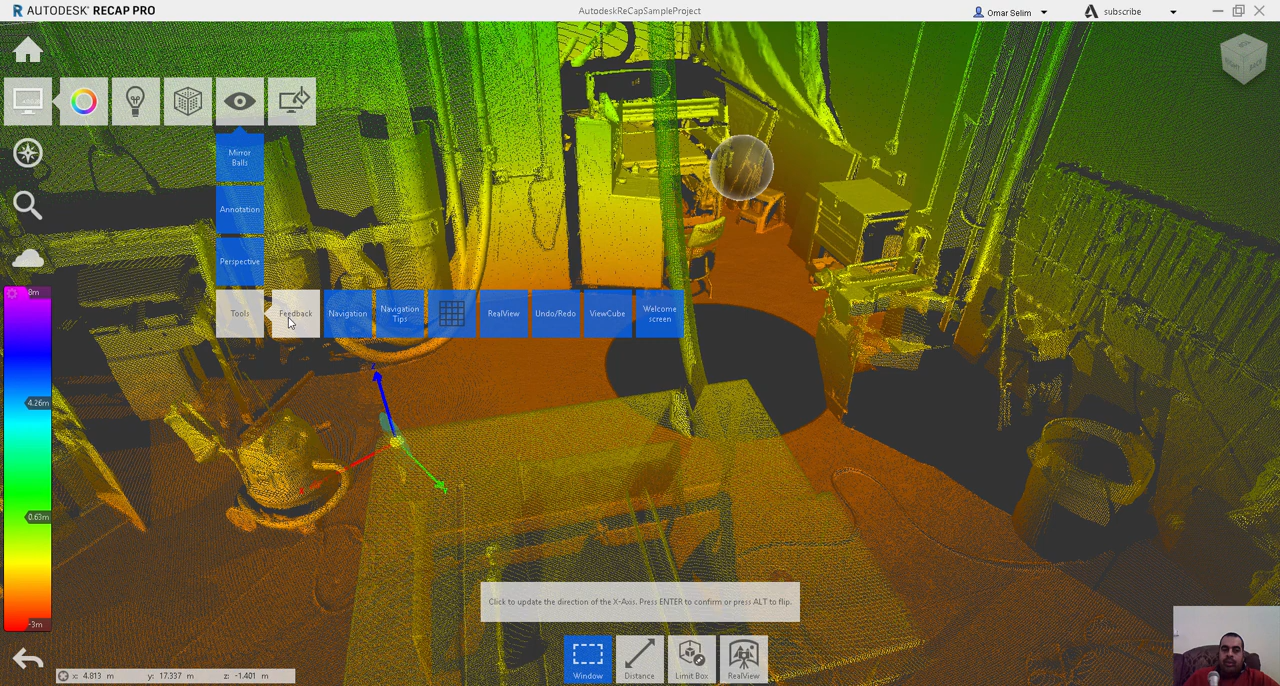 R AUTODESK® RECAP PRO
AutodeskReCapSampleProject
Omar Selim
subscribe
Mirror
Balls
Annotation
Perspective
Tools
Feedback
Navigation
Navigation
Tips
RealView
Undo/Redo
ViewCube
Welcome
screen
8m
4.26m
0.63m
-3m
Click to update the direction of the X-Axis. Press ENTER to confirm or press ALT to flip.
Window
Distance
Limit Box
RealView
x: 4.813 m y: 17.337 m z: -1.401 m